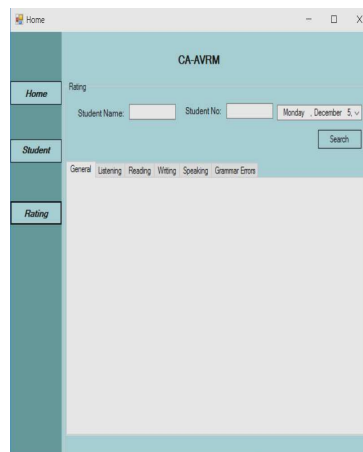 Home
CA-AVRM
Home
Rating
Student Name:
Student No:
Monday , December 5,
Search
Student
General Listening Reading Writing Speaking Grammar Errors
Rating